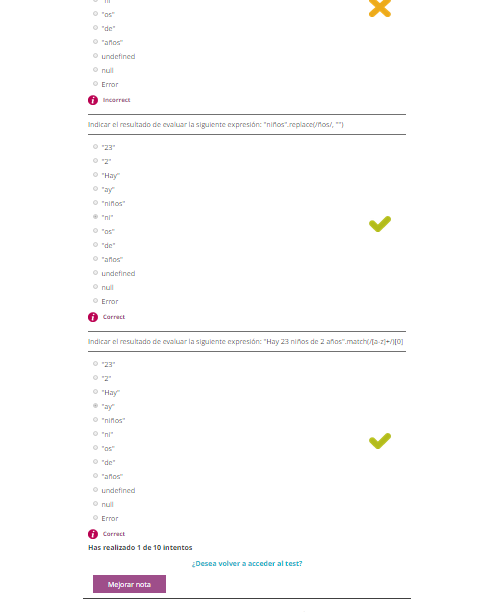 "os"
"de"
"años"
undefined
null
Error
Incorrect
Indicar el resultado de evaluar la siguiente expresión: "niños".replace(/ños/, "")
"23"
"2"
"Hay"
"ay"
"niños"
"ni"
"os"
"de"
"años"
undefined
null
Error
Correct
Indicar el resultado de evaluar la siguiente expresión: "Hay 23 niños de 2 años".match(/[a-z]+/)[0]
"23"
"2"
"Hay"
"ay"
"niños"
"ni"
"os"
"de"
"años"
undefined
null
Error
Correct
Has realizado 1 de 10 intentos
¿Desea volver a acceder al test?
Mejorar nota